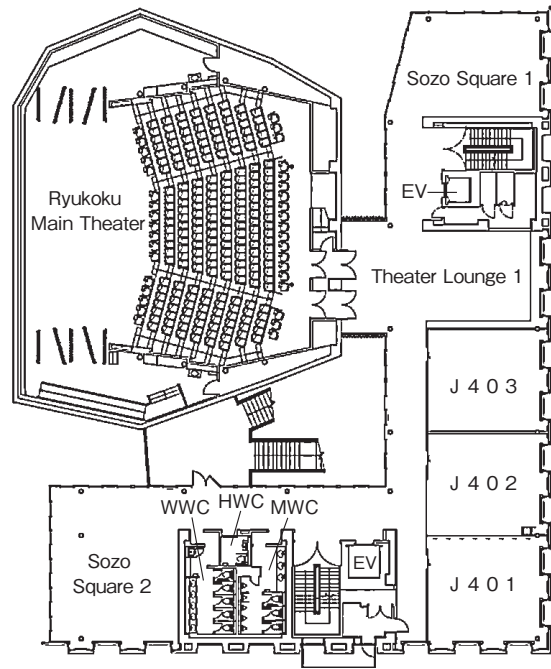 Sozo Square 1
EV
Ryukoku
Main Theater
Theater Lounge 1
J 4 0 3
J 4 0 2
WWC
HWC
MWC
EV
Sozo
Square 2
J 4 0 1